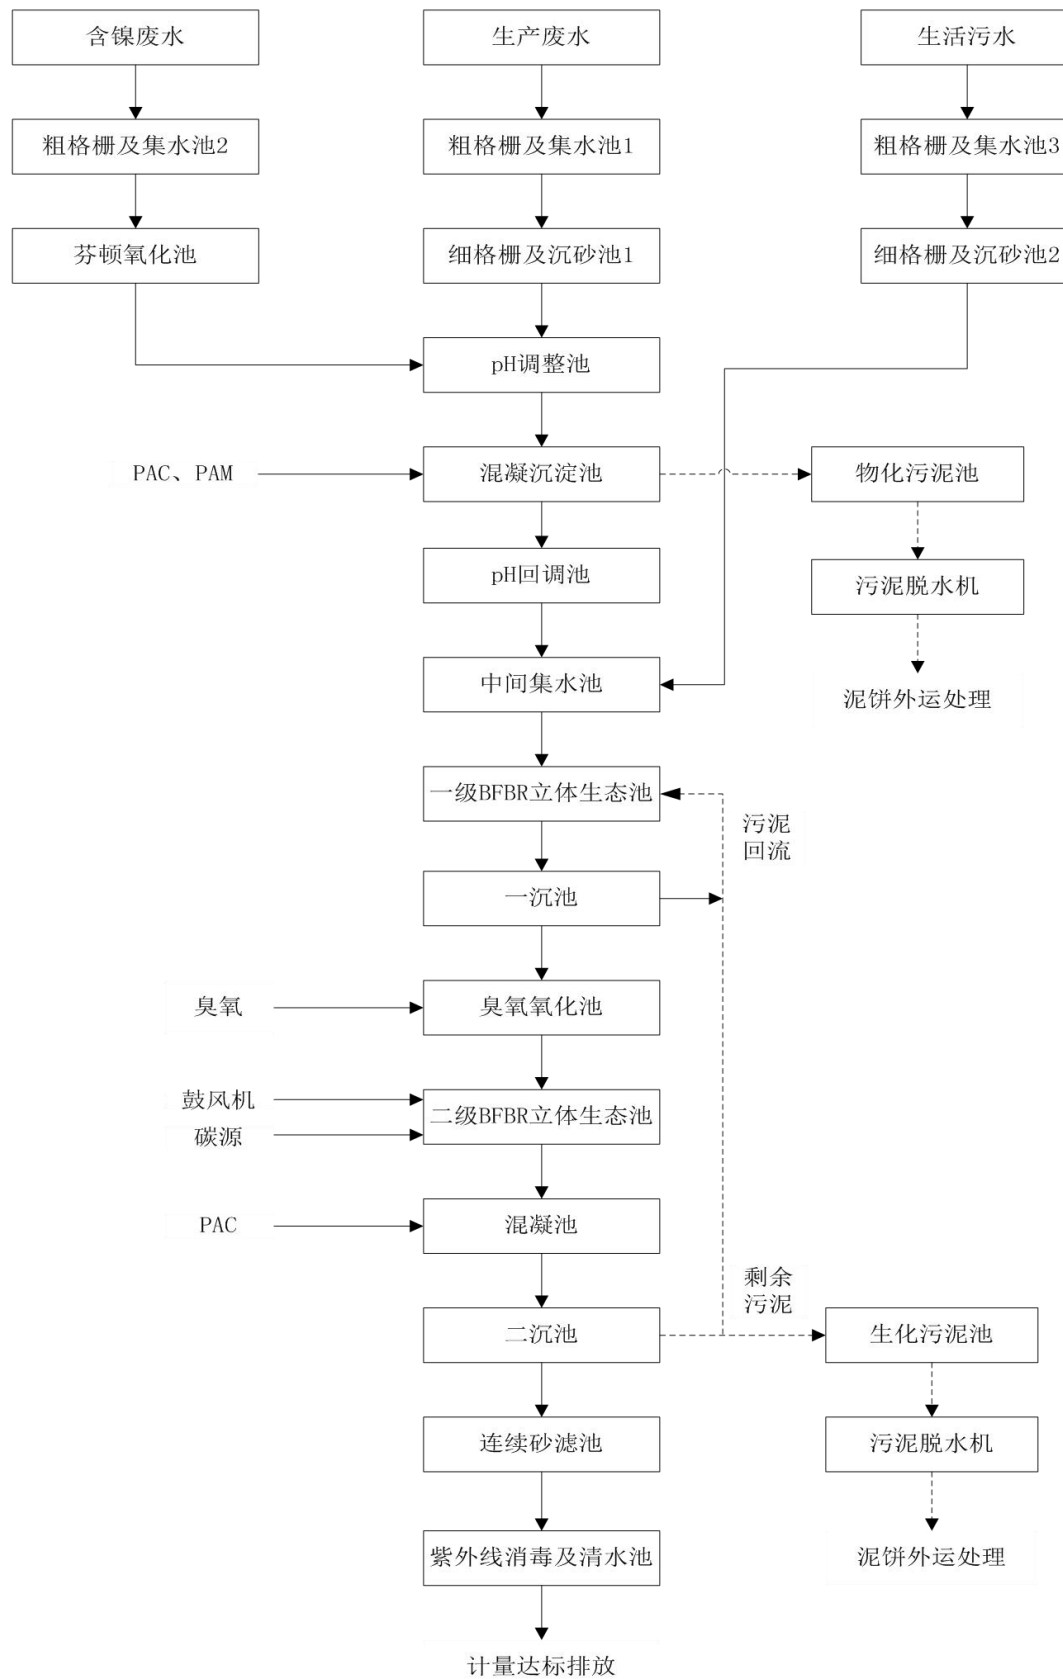 含镍废水
生产废水
生活污水
粗格栅及集水池2
粗格栅及集水池1
粗格栅及集水池3
芬顿氧化池
细格栅及沉砂池1
细格栅及沉砂池2
pH调整池
PAC、PAM
混凝沉淀池
物化污泥池
pH回调池
污泥脱水机
中间集水池
泥饼外运处理
一级BFBR立体生态池
污泥
回流
一沉池
臭氧
臭氧氧化池
鼓风机
碳源
二级BFBR立体生态池
PAC
混凝池
剩余
污泥
二沉池
生化污泥池
连续砂滤池
污泥脱水机
紫外线消毒及清水池
泥饼外运处理
计量达标排放